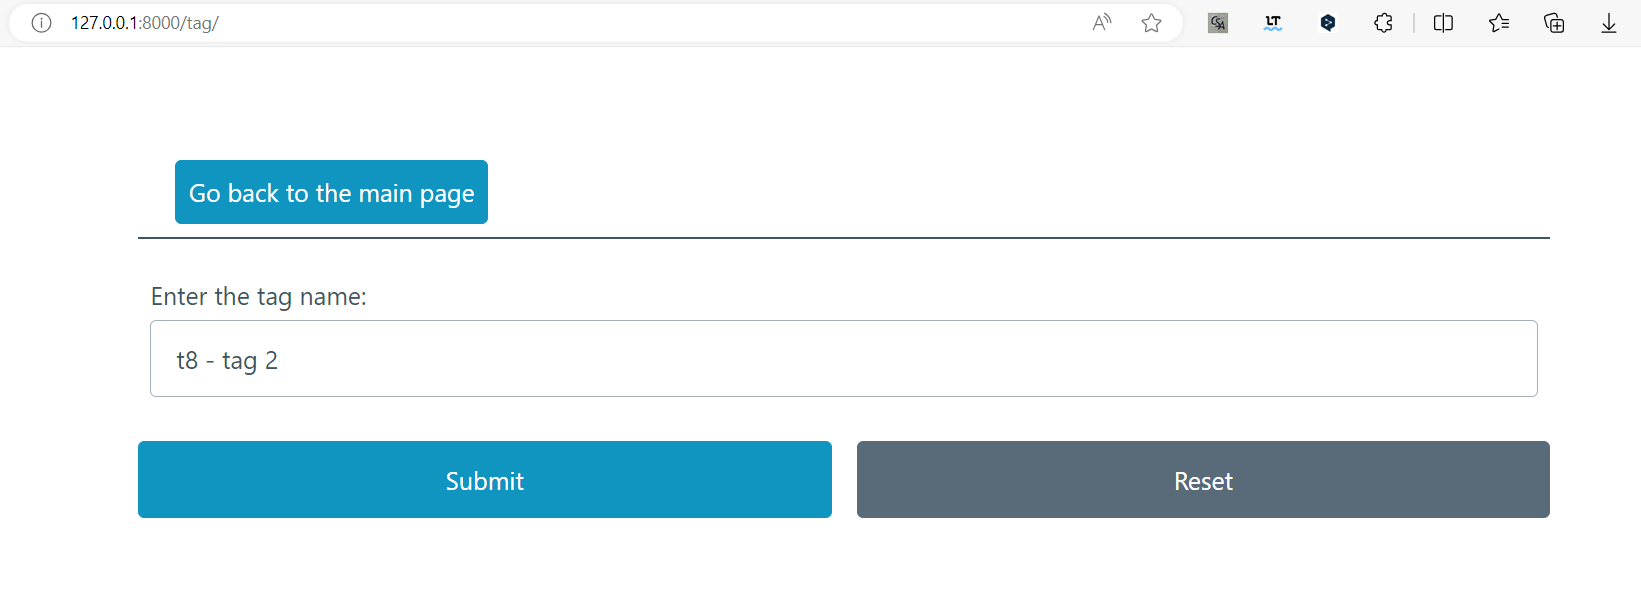 127.0.0.1:8000/tag/
Go back to the main page
Enter the tag name:
t8 - tag 2
Submit Reset